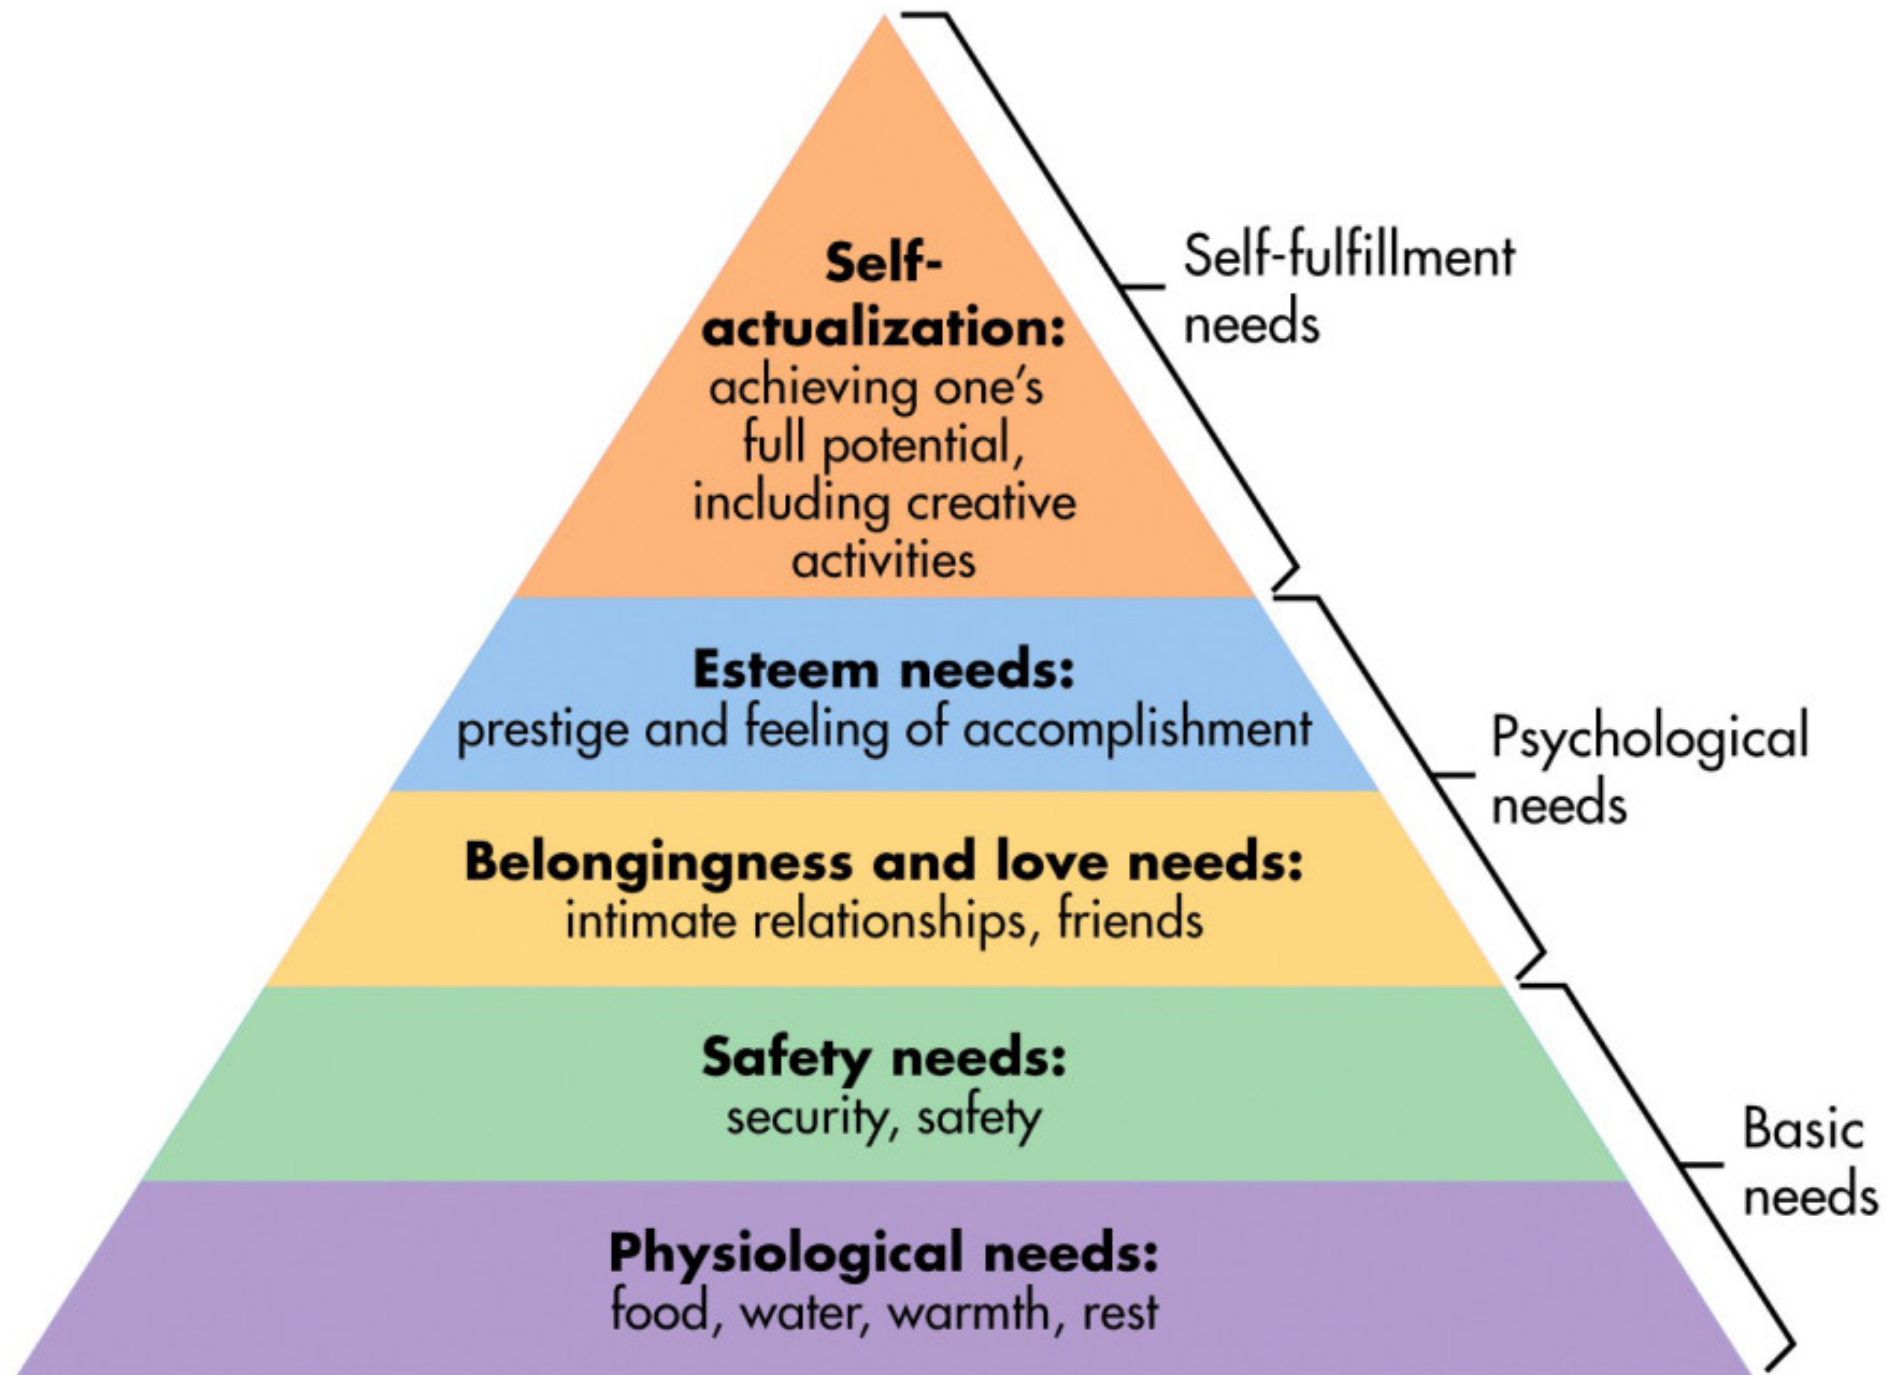 Self-
actualization:
achieving one's
full potential,
including creative
activities
Self-fulfillment
needs
Esteem needs:
prestige and feeling of accomplishment
Psychological
needs
Belongingness and love needs:
intimate relationships, friends
Safety needs:
security, safety
Basic
needs
Physiological needs:
food, water, warmth, rest